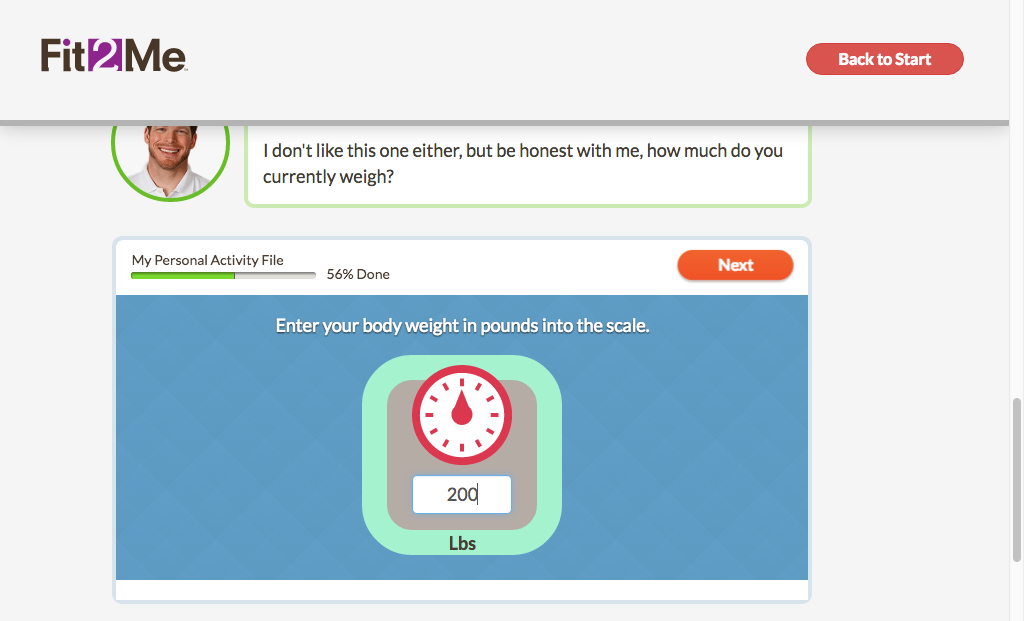 Fit2Me
Back to Start
I don't like this one either, but be honest with me, how much do you
currently weigh?
My Personal Activity File
56% Done
Next
Enter your body weight in pounds into the scale.
200
Lbs